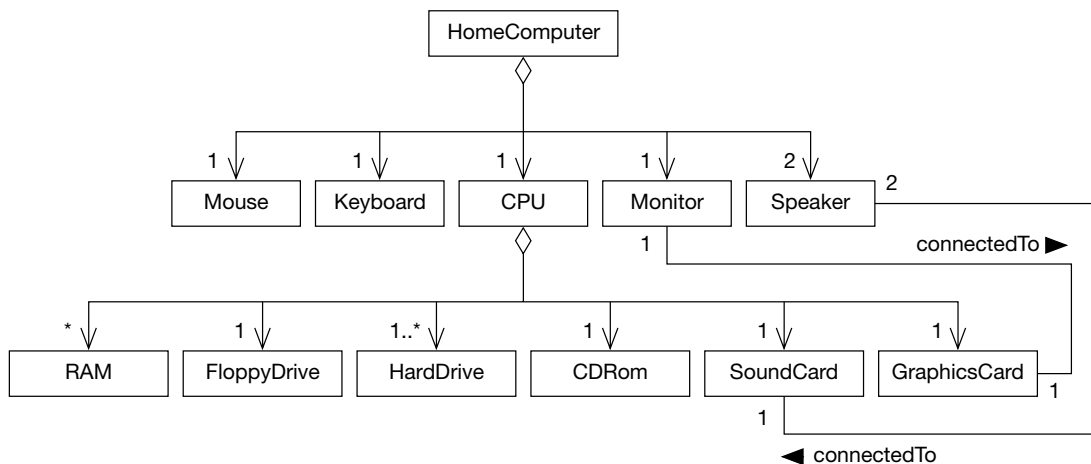 HomeComputer
1 1 1 1 2
Mouse Keyboard CPU Monitor Speaker 2
1 connectedTo ►
* 1 1..* 1 1 1
RAM FloppyDrive HardDrive CDRom SoundCard GraphicsCard 1
1
◄ connectedTo